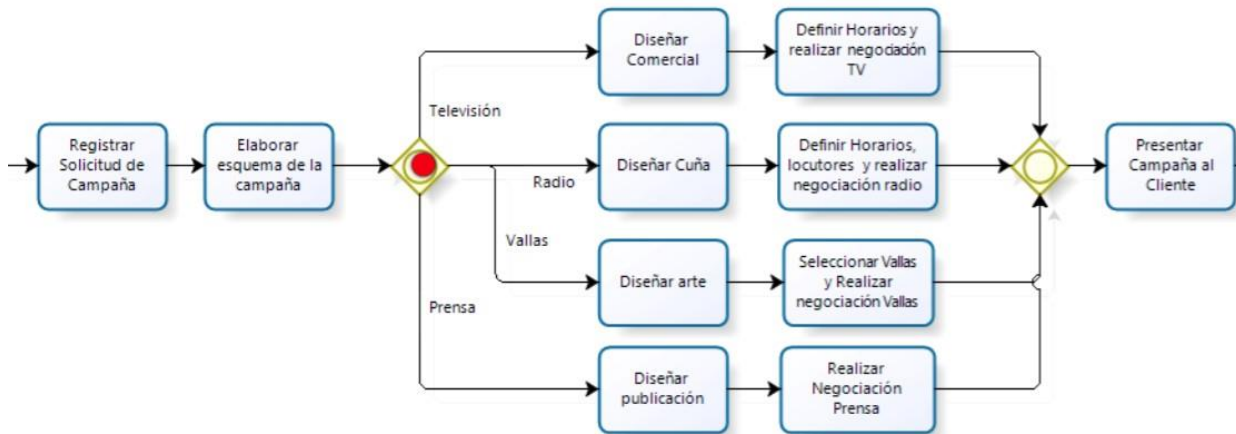 Registrar
Solicitud de
Campaña
Elaborar
esquema de la
campaña
Televisión
Radio
Vallas
Prensa
Diseñar
Comercial
Definir Horarios y
realizar negociación
TV
Diseñar Cuña
Definir Horarios,
locutores y realizar
negociación radio
Diseñar arte
Seleccionar Vallas
y Realizar
negociación Vallas
Diseñar
publicación
Realizar
Negociación
Prensa
Presentar
Campaña al
Cliente